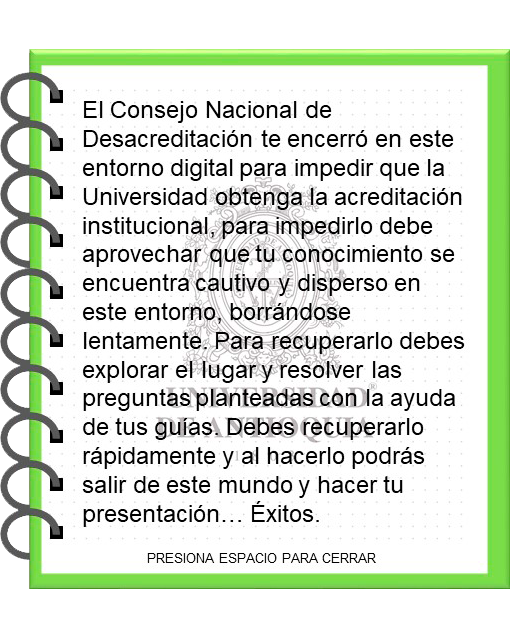 El Consejo Nacional de
Desacreditación te encerró en este
entorno digital para impedir que la
Universidad obtenga la acreditación
institucional, para impedirlo debe
aprovechar que tu conocimiento se
encuentra cautivo y disperso en
este entorno, borrándose
lentamente. Para recuperarlo debes
explorar el lugar y resolver las
preguntas planteadas con la ayuda
de tus guías. Debes recuperarlo
rápidamente y al hacerlo podrás
salir de este mundo y hacer tu
presentación… Éxitos.
UNIVERSIDAD
DE ANTIOQUIA
PRESIONA ESPACIO PARA CERRAR